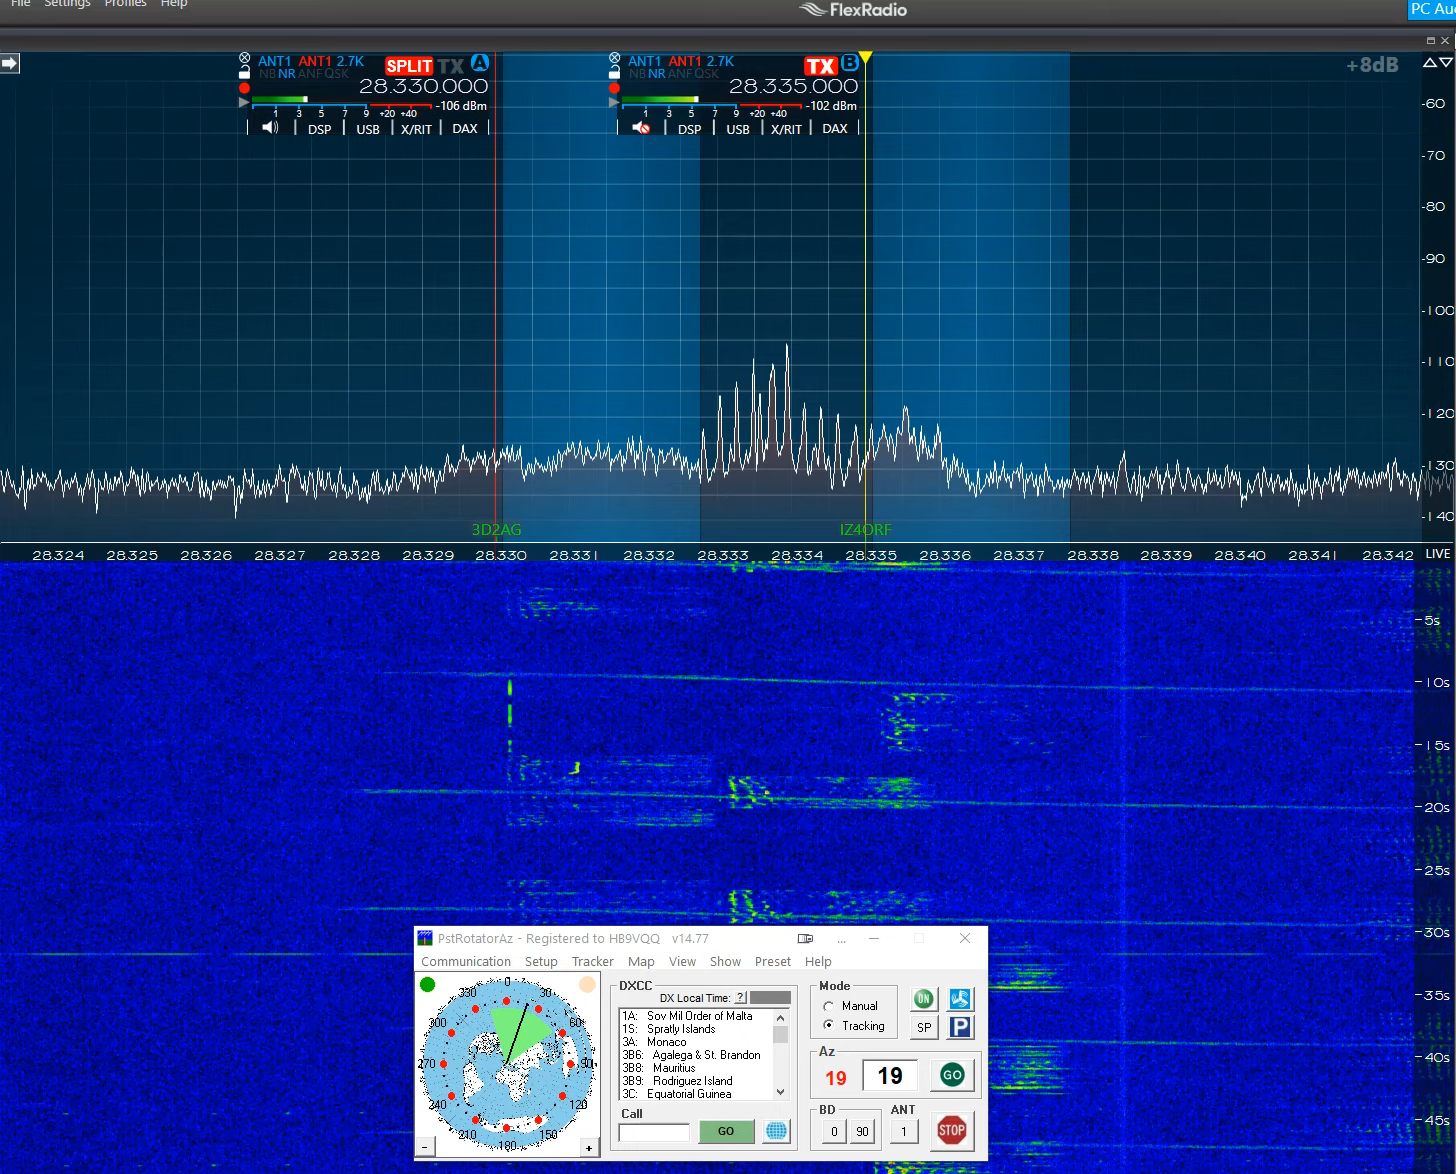 File Settings Profiles Help
FlexRadio
PC Au
ANT1 ANT1 2.7K SPLIT TX A
NB NR ANF QSK
28.330.000
-106 dBm
1 3 5 7 9 +20 +40
DSP USB X/RIT DAX
ANT1 ANT1 2.7K TX B
NB NR ANF QSK
28.335.000
-102 dBm
1 3 5 7 9 +20 +40
DSP USB X/RIT DAX
+8dB
-60
-70
-80
-90
-100
-110
-120
-130
-140
3D2AG IZ4ORF
28.324 28.325 28.326 28.327 28.328 28.329 28.330 28.331 28.332 28.333 28.334 28.335 28.336 28.337 28.338 28.339 28.340 28.341 28.342 LIVE
5s
10s
15s
20s
25s
30s
35s
40s
45s
PstRotatorAz - Registered to HB9VQQ v14.77
Communication Setup Tracker Map View Show Preset Help
0
30
60
90
120
150
180
210
240
270
300
330
- +
DXCC
DX Local Time: ?
1A: Sov Mil Order of Malta
1S: Spratly Islands
3A: Monaco
3B6: Agalega & St. Brandon
3B8: Mauritius
3B9: Rodriguez Island
3C: Equatorial Guinea
Call
GO
Mode
Manual
Tracking
ON
SP P
Az
19 19 GO
BD ANT
0 90 1 STOP